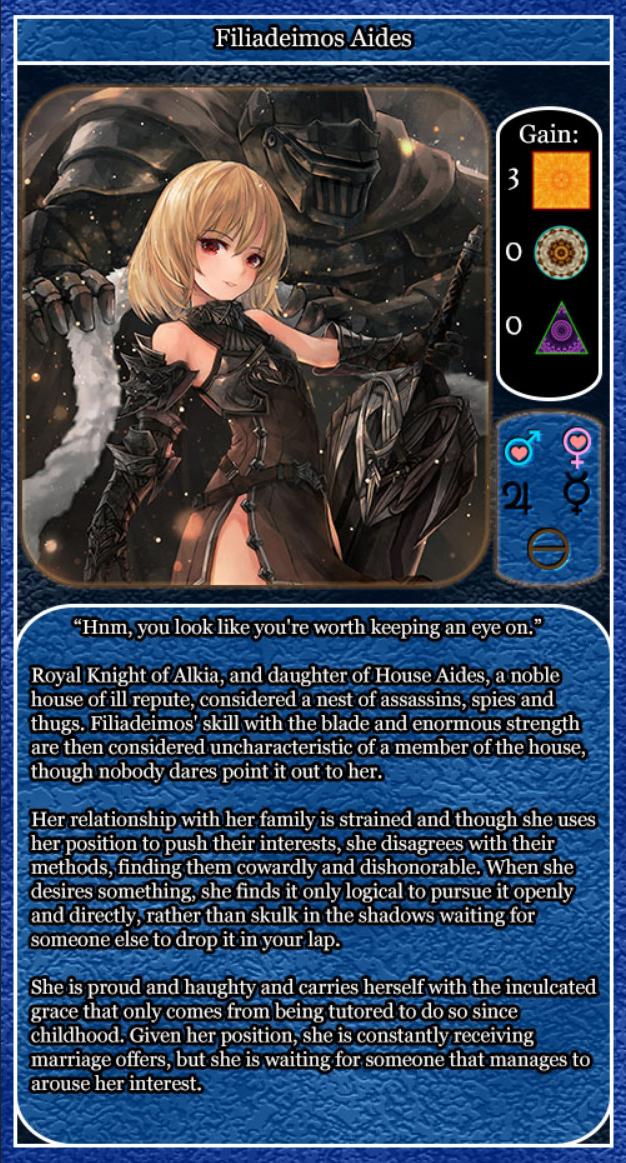 Filiadeimos Aides
Gain:
3
0
0
“Hnm, you look like you're worth keeping an eye on.”
Royal Knight of Alkia, and daughter of House Aides, a noble
house of ill repute, considered a nest of assassins, spies and
thugs. Filiadeimos' skill with the blade and enormous strength
are then considered uncharacteristic of a member of the house,
though nobody dares point it out to her.
Her relationship with her family is strained and though she uses
her position to push their interests, she disagrees with their
methods, finding them cowardly and dishonorable. When she
desires something, she finds it only logical to pursue it openly
and directly, rather than skulk in the shadows waiting for
someone else to drop it in your lap.
She is proud and haughty and carries herself with the inculcated
grace that only comes from being tutored to do so since
childhood. Given her position, she is constantly receiving
marriage offers, but she is waiting for someone that manages to
arouse her interest.